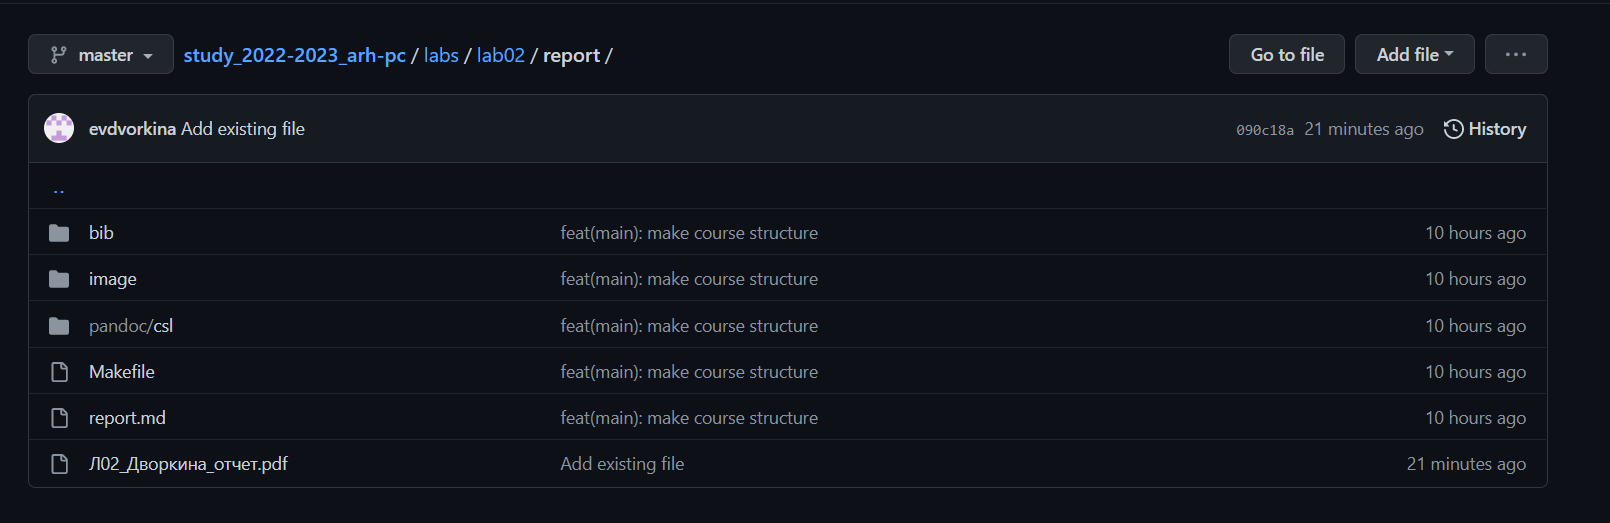 master study_2022-2023_arh-pc / labs / lab02 / report / Go to file Add file ...
evdvorkina Add existing file 090c18a 21 minutes ago History
..
bib feat(main): make course structure 10 hours ago
image feat(main): make course structure 10 hours ago
pandoc/csl feat(main): make course structure 10 hours ago
Makefile feat(main): make course structure 10 hours ago
report.md feat(main): make course structure 10 hours ago
Л02_Дворкина_отчет.pdf Add existing file 21 minutes ago